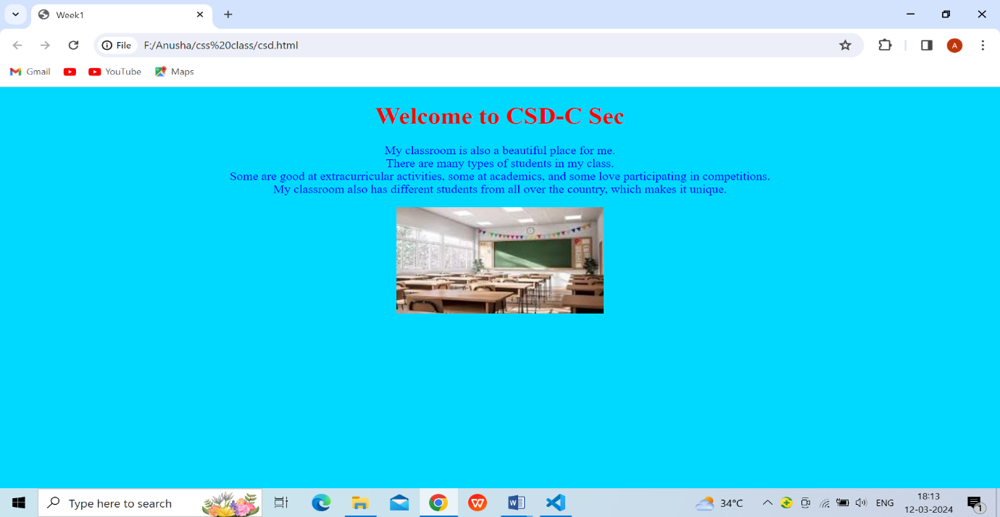 Week1
File
F:/Anusha/css%20class/csd.html
A
Gmail
YouTube
Maps
Welcome to CSD-C Sec
My classroom is also a beautiful place for me.
There are many types of students in my class.
Some are good at extracurricular activities, some at academics, and some love participating in competitions.
My classroom also has different students from all over the country, which makes it unique.
Type here to search
34°C
ENG
18:13
12-03-2024
1